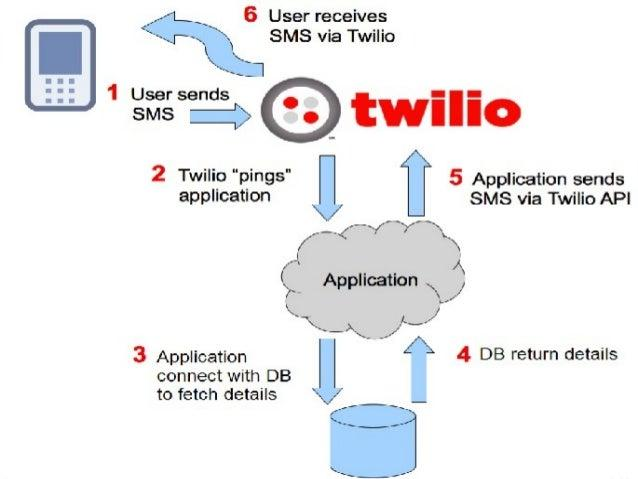 6 User receives
SMS via Twilio
1 User sends
SMS
twilio
2 Twilio "pings"
application
5 Application sends
SMS via Twilio API
Application
3 Application
connect with DB
to fetch details
4 DB return details